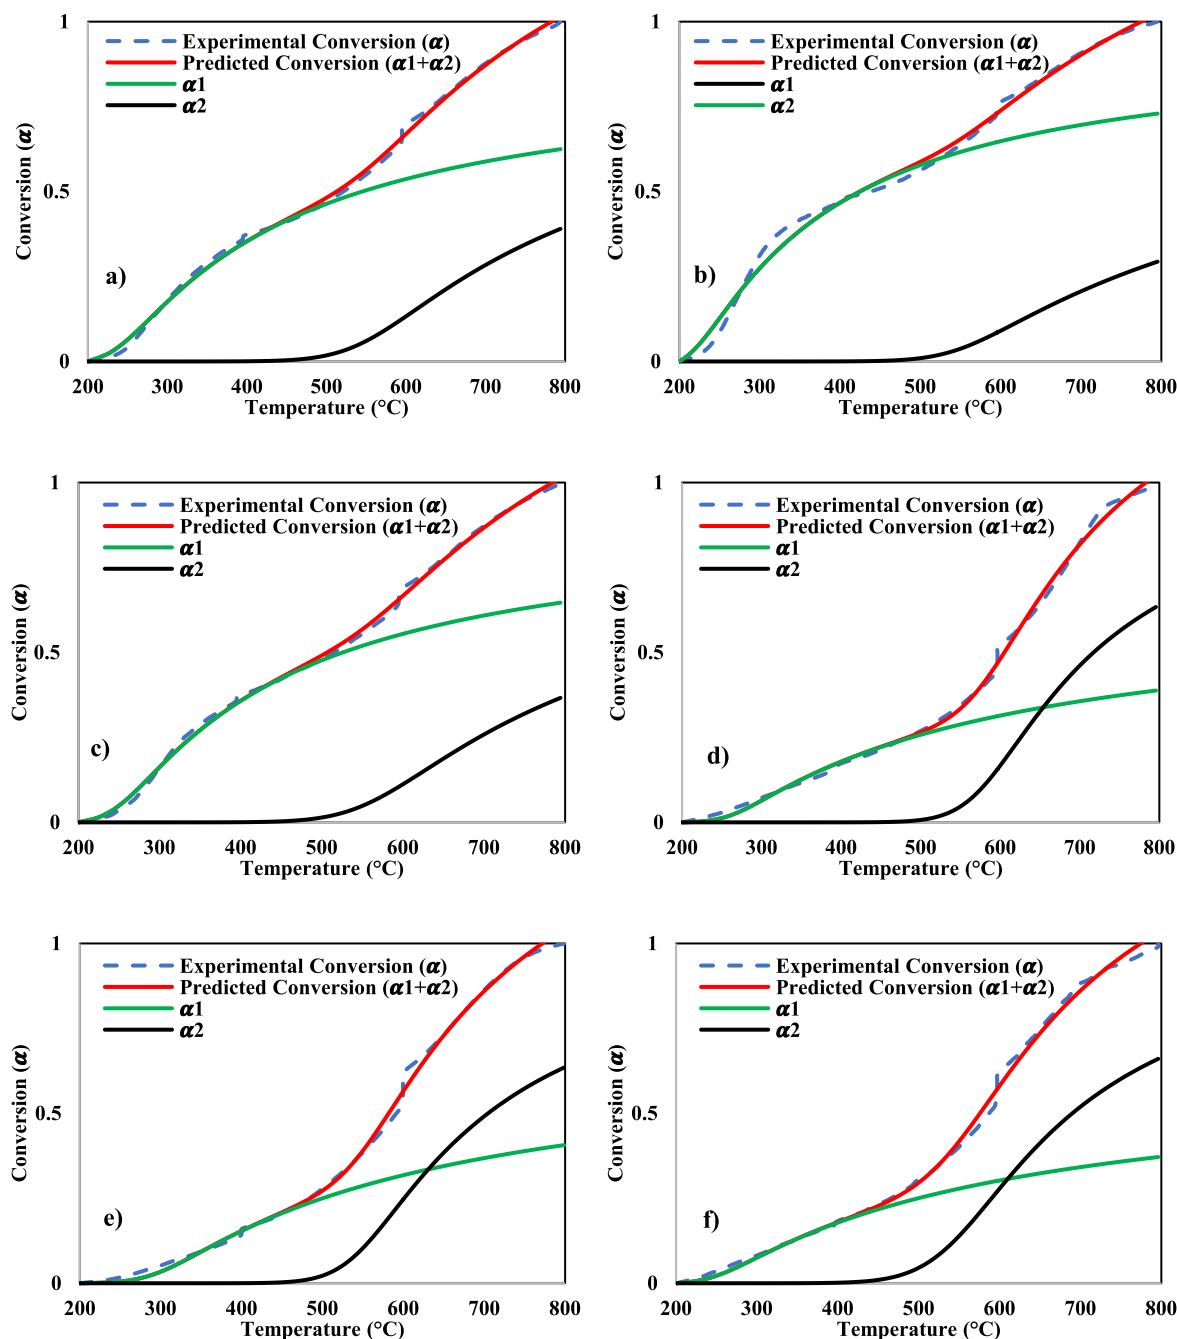 1
Experimental Conversion (α)
Predicted Conversion (α1+α2)
α1
α2
Conversion (α)
0.5
a)
0
200 300 400 500 600 700 800
Temperature (°C)
1
Experimental Conversion (α)
Predicted Conversion (α1+α2)
α1
α2
Conversion (α)
0.5
b)
0
200 300 400 500 600 700 800
Temperature (°C)
1
Experimental Conversion (α)
Predicted Conversion (α1+α2)
α1
α2
Conversion (α)
0.5
c)
0
200 300 400 500 600 700 800
Temperature (°C)
1
Experimental Conversion (α)
Predicted Conversion (α1+α2)
α1
α2
Conversion (α)
0.5
d)
0
200 300 400 500 600 700 800
Temperature (°C)
1
Experimental Conversion (α)
Predicted Conversion (α1+α2)
α1
α2
Conversion (α)
0.5
e)
0
200 300 400 500 600 700 800
Temperature (°C)
1
Experimental Conversion (α)
Predicted Conversion (α1+α2)
α1
α2
Conversion (α)
0.5
f)
0
200 300 400 500 600 700 800
Temperature (°C)